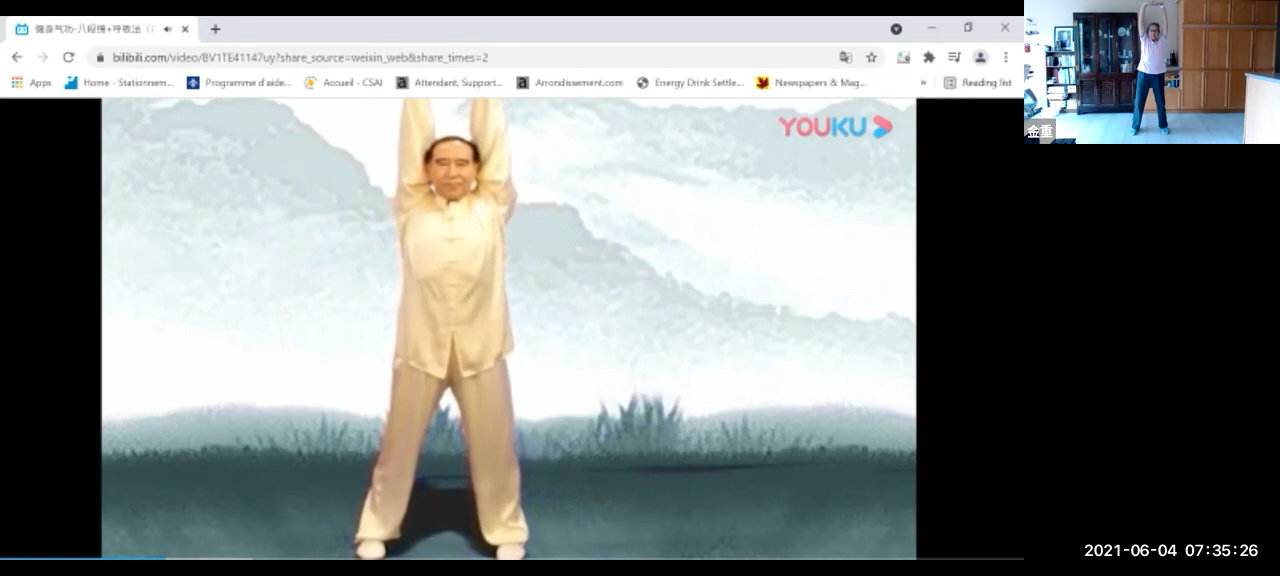 健身气功·八段锦+呼吸法
bilibili.com/video/BV1TE41147uy?share_source=weixin_web&share_times=2
Apps
Home - Stationnem...
Programme d'aide...
Accueil - CSAI
Attendant, Support...
Arrondissement.com
Energy Drink Settle...
Newspapers & Mag...
»
Reading list
YOUKU
金重
2021-06-04 07:35:26